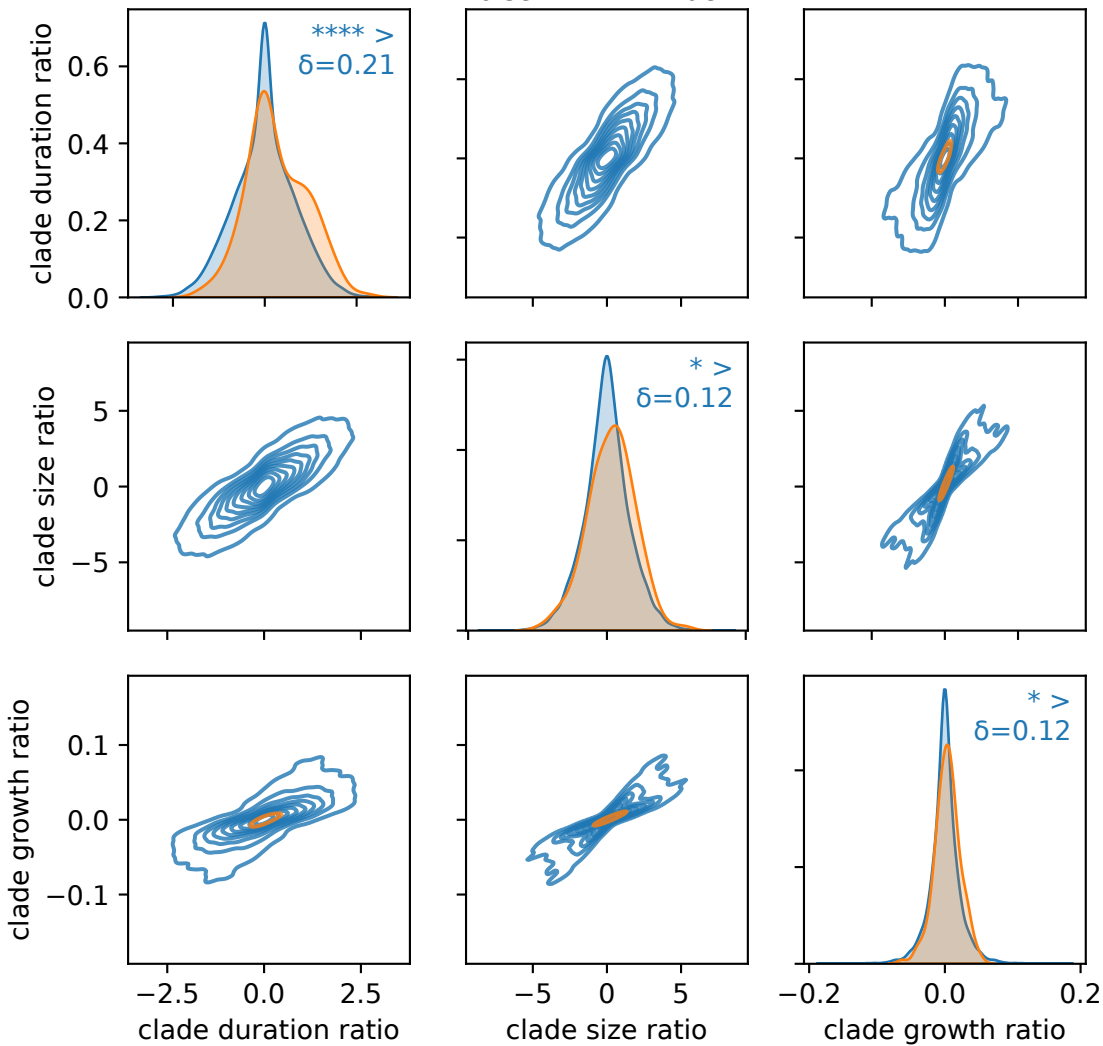 clade duration ratio
0.6
0.4
0.2
0.0
**** >
δ=0.21
clade size ratio
5
0
−5
* >
δ=0.12
clade growth ratio
0.1
0.0
−0.1
* >
δ=0.12
−2.5 0.0 2.5
−5 0 5
−0.2 0.0 0.2
clade duration ratio
clade size ratio
clade growth ratio